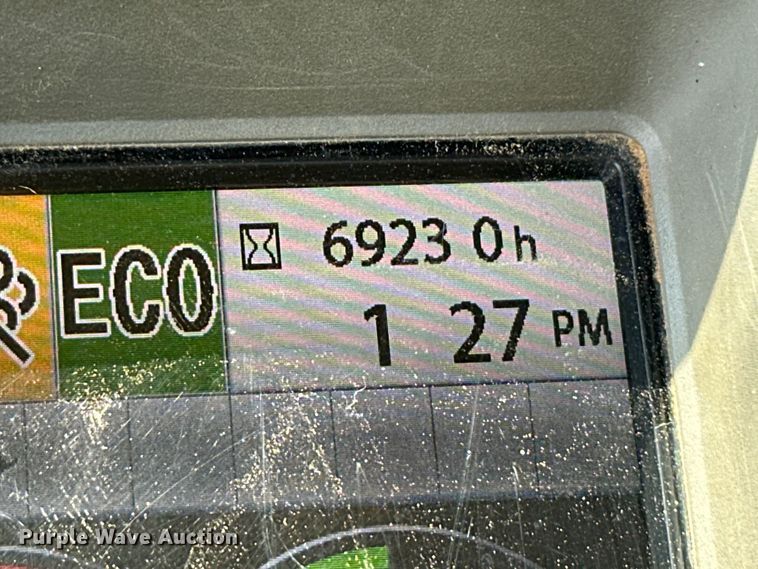 6923 0h
ECO
1 27 PM
Purple Wave Auction